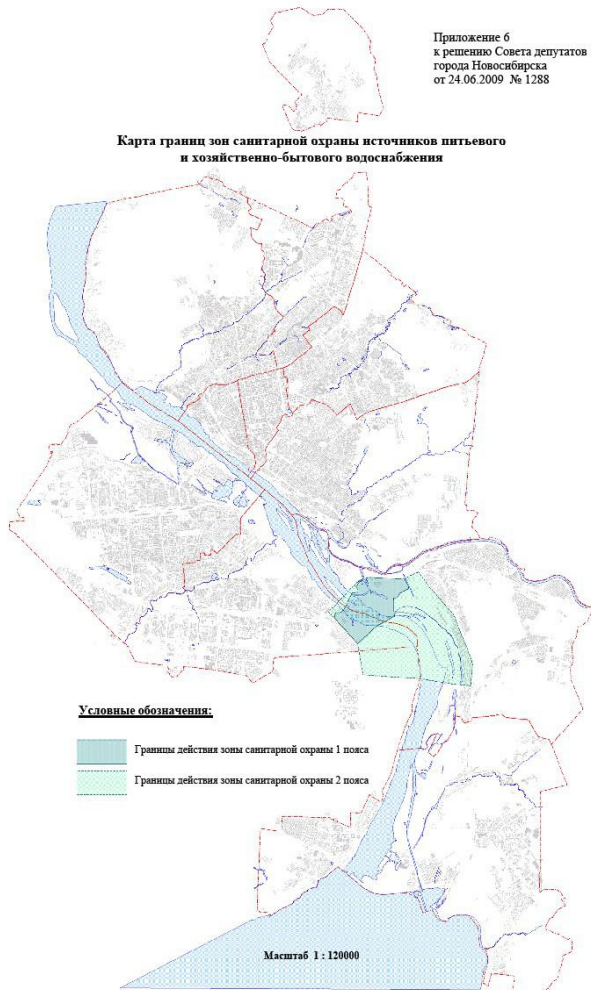 Приложение 6
к решению Совета депутатов
города Новосибирска
от 24.06.2009 № 1288
Карта границ зон санитарной охраны источников питьевого
и хозяйственно-бытового водоснабжения
Условные обозначения:
Границы действия зоны санитарной охраны 1 пояса
Границы действия зоны санитарной охраны 2 пояса
Масштаб 1 : 120000